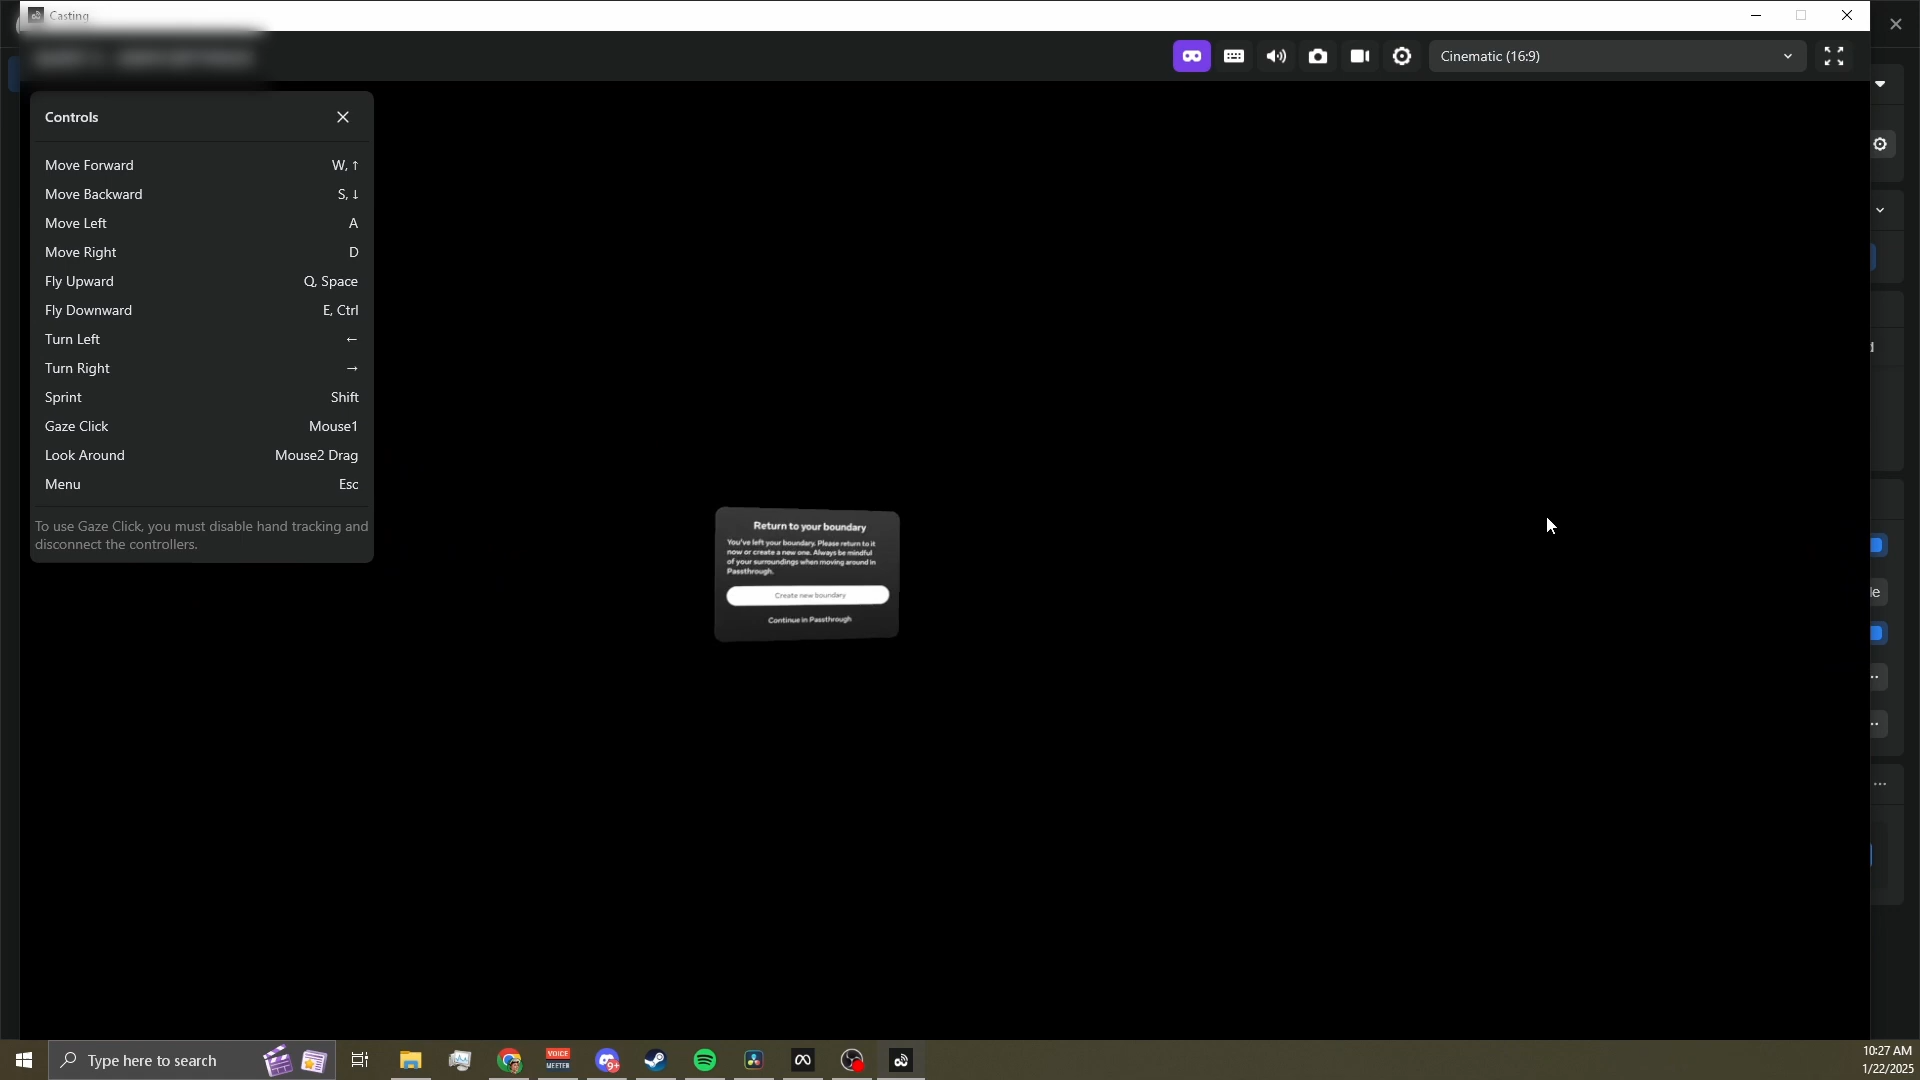 Casting
Cinematic (16:9)
Controls
Move Forward W, ↑
Move Backward S, ↓
Move Left A
Move Right D
Fly Upward Q, Space
Fly Downward E, Ctrl
Turn Left ←
Turn Right →
Sprint Shift
Gaze Click Mouse1
Look Around Mouse2 Drag
Menu Esc
To use Gaze Click, you must disable hand tracking and
disconnect the controllers.
Return to your boundary
You've left your boundary. Please return to it
now or create a new one. Always be mindful
of your surroundings when moving around in
Passthrough.
Create new boundary
Continue in Passthrough
d
le
Type here to search
VOICE
MEETER
9+
10:27 AM
1/22/2025